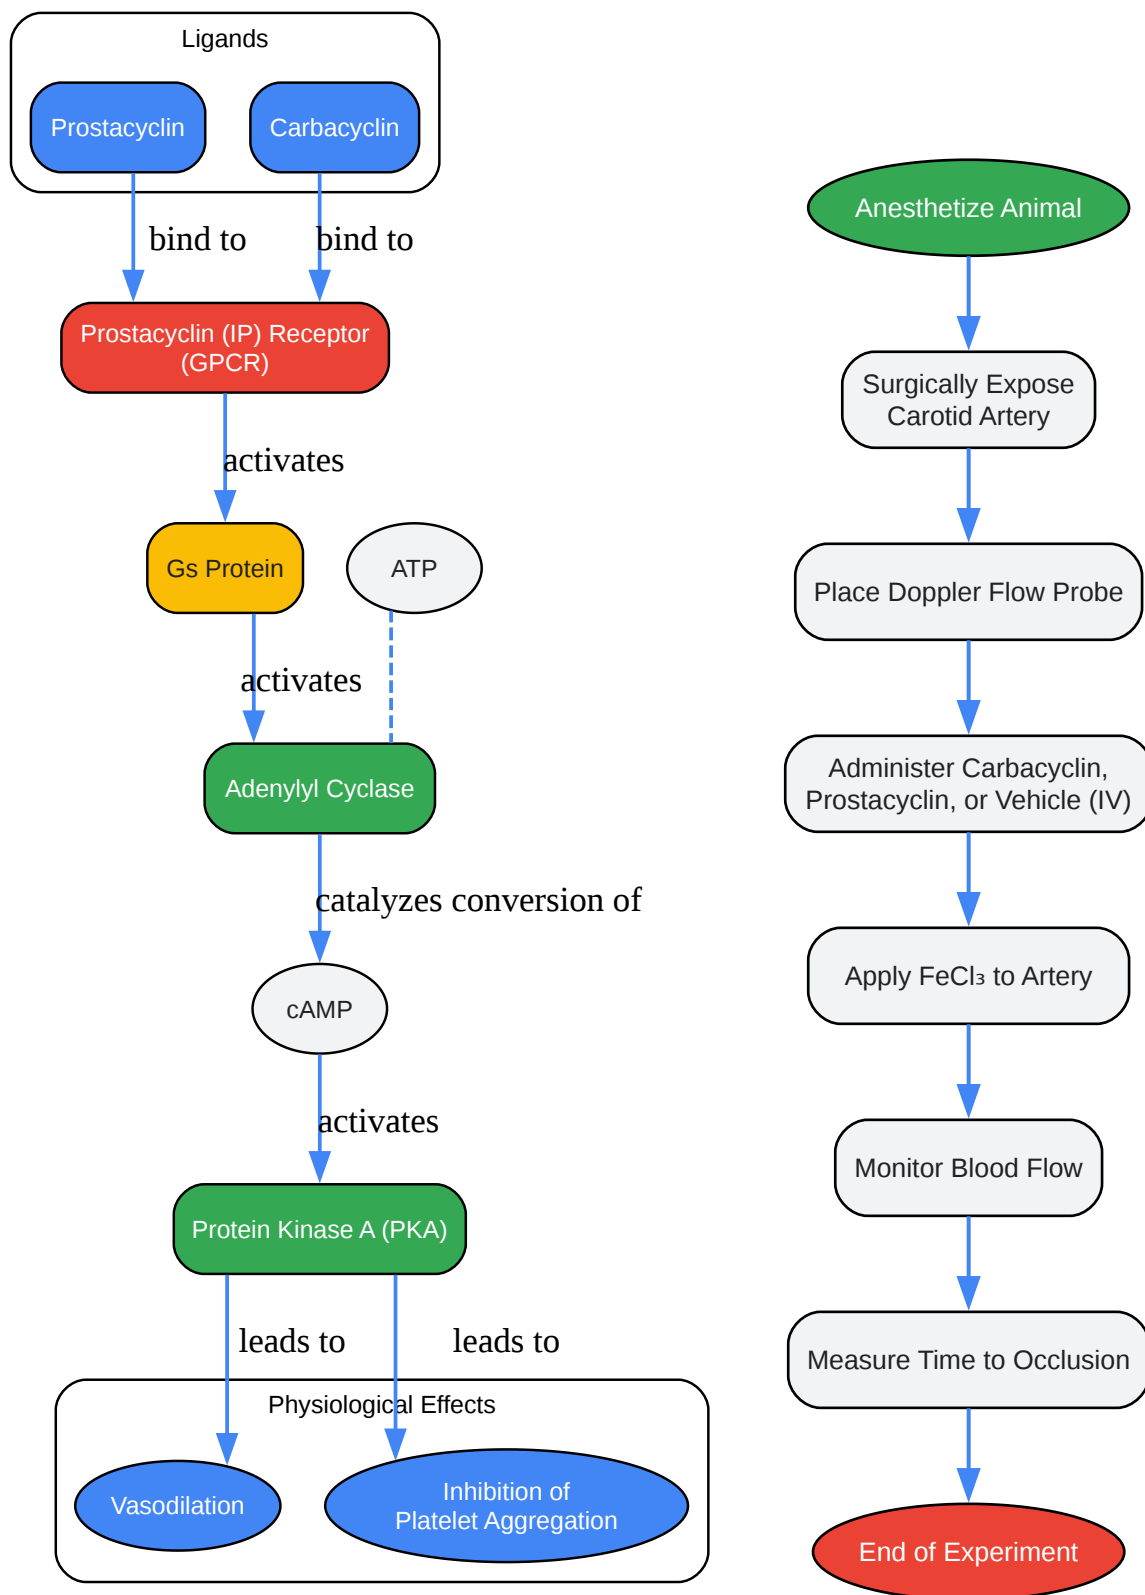 Ligands
Prostacyclin
Carbacyclin
bind to
bind to
Prostacyclin (IP) Receptor
(GPCR)
activates
Gs Protein
ATP
activates
Adenylyl Cyclase
catalyzes conversion of
cAMP
activates
Protein Kinase A (PKA)
leads to
leads to
Physiological Effects
Vasodilation
Inhibition of
Platelet Aggregation
Anesthetize Animal
Surgically Expose
Carotid Artery
Place Doppler Flow Probe
Administer Carbacyclin,
Prostacyclin, or Vehicle (IV)
Apply FeCl₃ to Artery
Monitor Blood Flow
Measure Time to Occlusion
End of Experiment